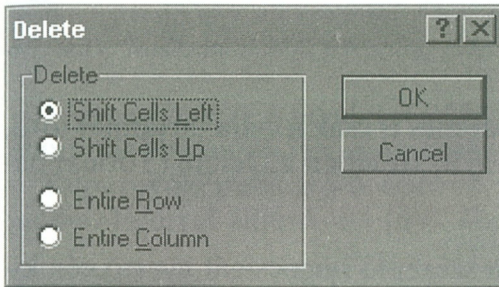 Delete
Delete
Shift Cells Left
Shift Cells Up
Entire Row
Entire Column
OK
Cancel